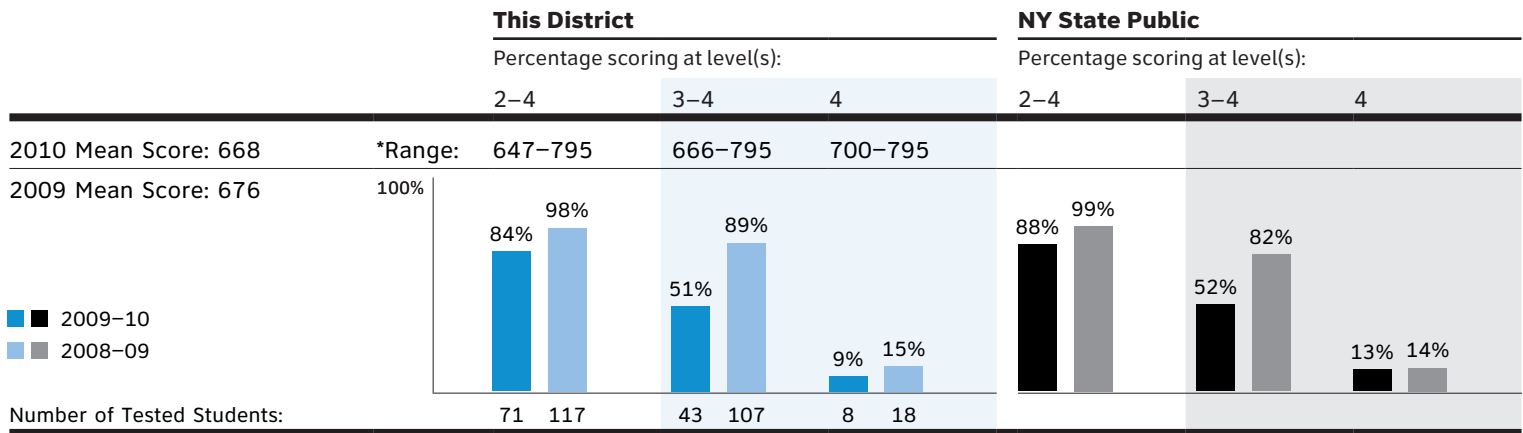 This District NY State Public
Percentage scoring at level(s): Percentage scoring at level(s):
2–4 3–4 4 2–4 3–4 4
2010 Mean Score: 668 *Range: 647–795 666–795 700–795
2009 Mean Score: 676 100%
84% 98% 51% 89% 9% 15% 88% 99% 52% 82% 13% 14%
2009–10
2008–09
Number of Tested Students: 71 117 43 107 8 18